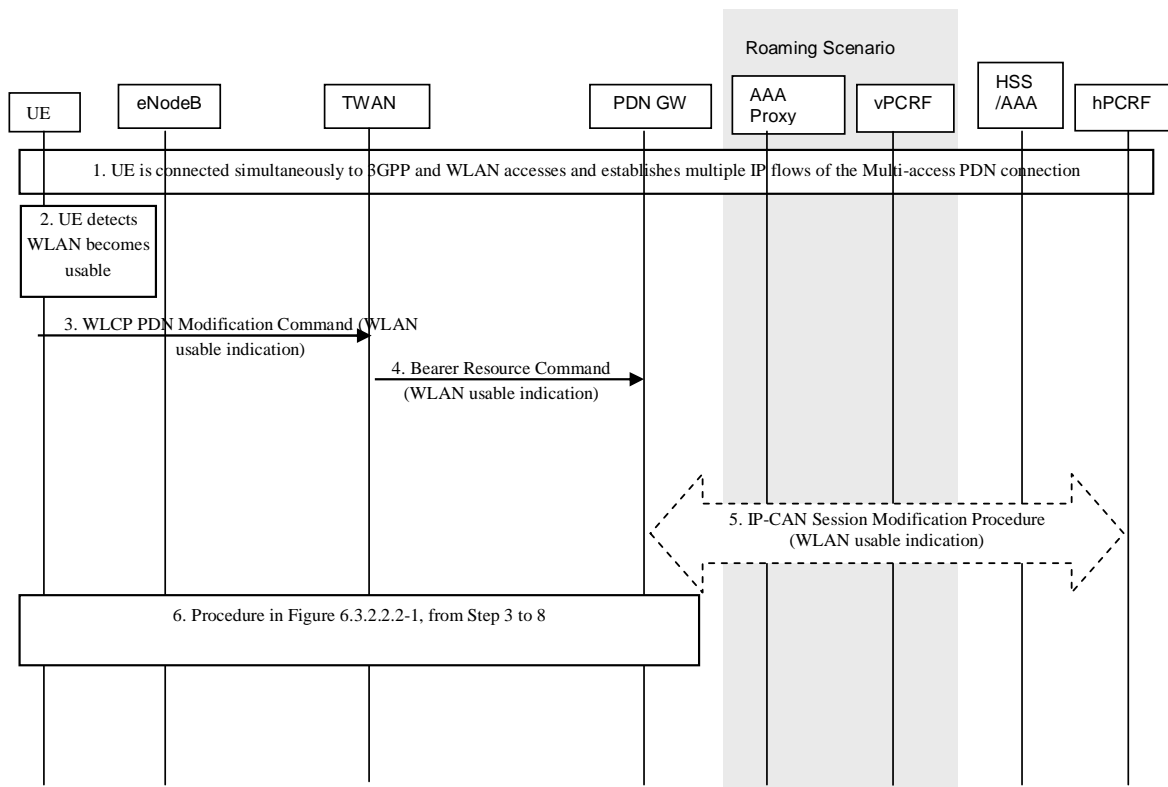 Roaming Scenario
UE
eNodeB
TWAN
PDN GW
AAA
Proxy
vPCRF
HSS
/AAA
hPCRF
1. UE is connected simultaneously to 3GPP and WLAN accesses and establishes multiple IP flows of the Multi-access PDN connection
2. UE detects
WLAN becomes
usable
3. WLCP PDN Modification Command (WLAN
usable indication)
4. Bearer Resource Command
(WLAN usable indication)
5. IP-CAN Session Modification Procedure
(WLAN usable indication)
6. Procedure in Figure 6.3.2.2.2-1, from Step 3 to 8